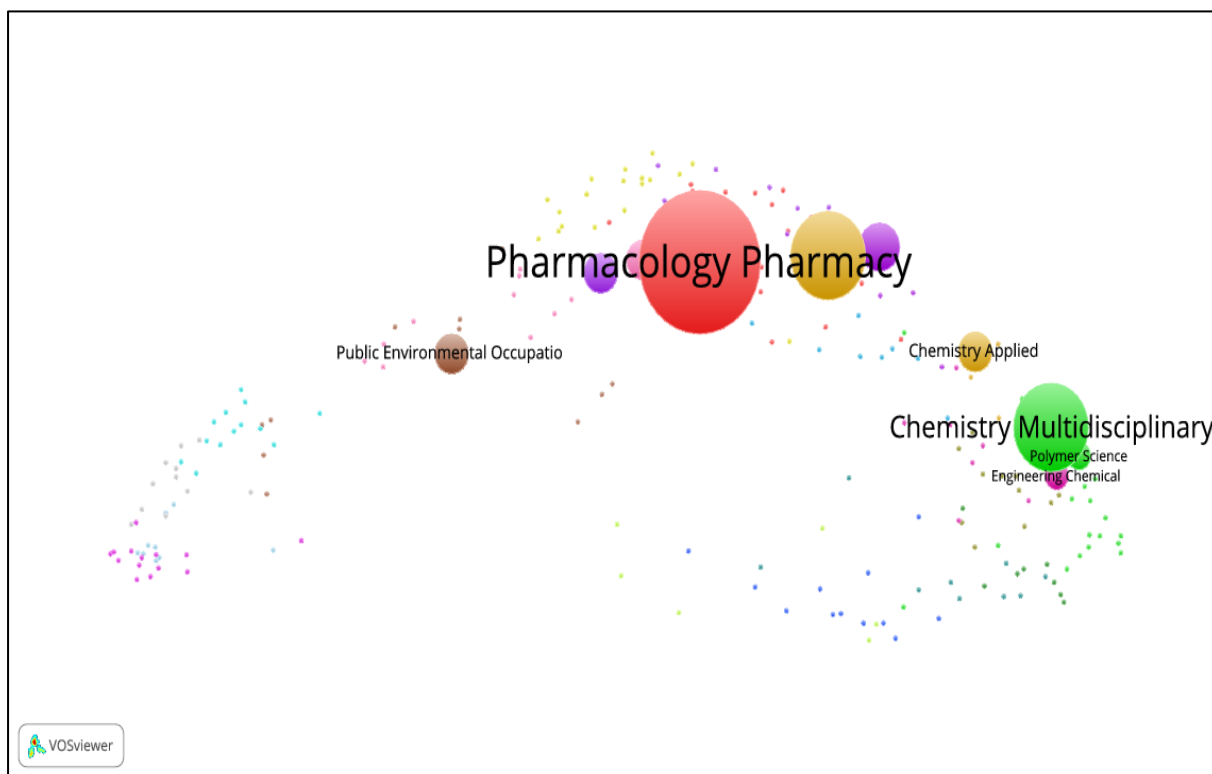 Pharmacology Pharmacy
Public Environmental Occupatio
Chemistry Applied
Chemistry Multidisciplinary
Polymer Science
Engineering Chemical
VOSviewer